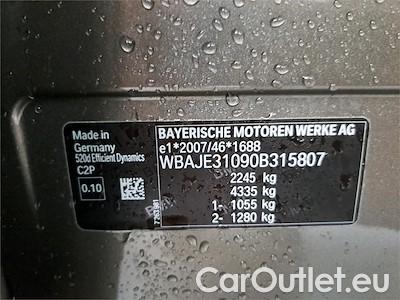 Made in
Germany
520d Efficient Dynamics
C2P
0.10
BAYERISCHE MOTOREN WERKE AG
e1*2007/46*1688
WBAJE31090B315807
2245 kg
4335 kg
1- 1055 kg
2- 1280 kg
CarOutlet.eu